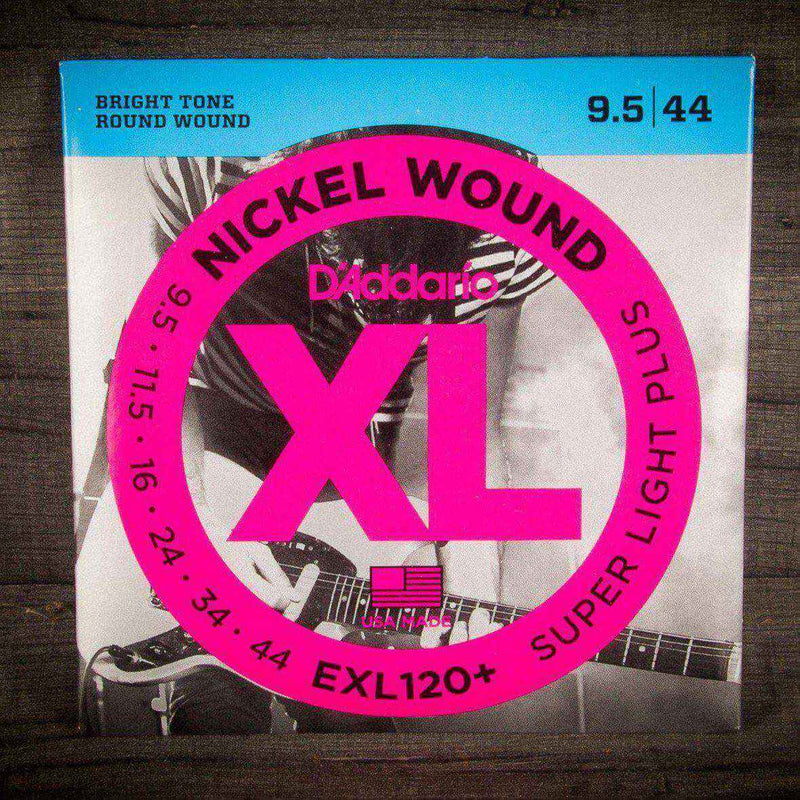 BRIGHT TONE
ROUND WOUND
9.5|44
NICKEL WOUND
D'Addario
XL
9.5 · 11.5 · 16 · 24 · 34 · 44
USA MADE
EXL120+
SUPER LIGHT PLUS